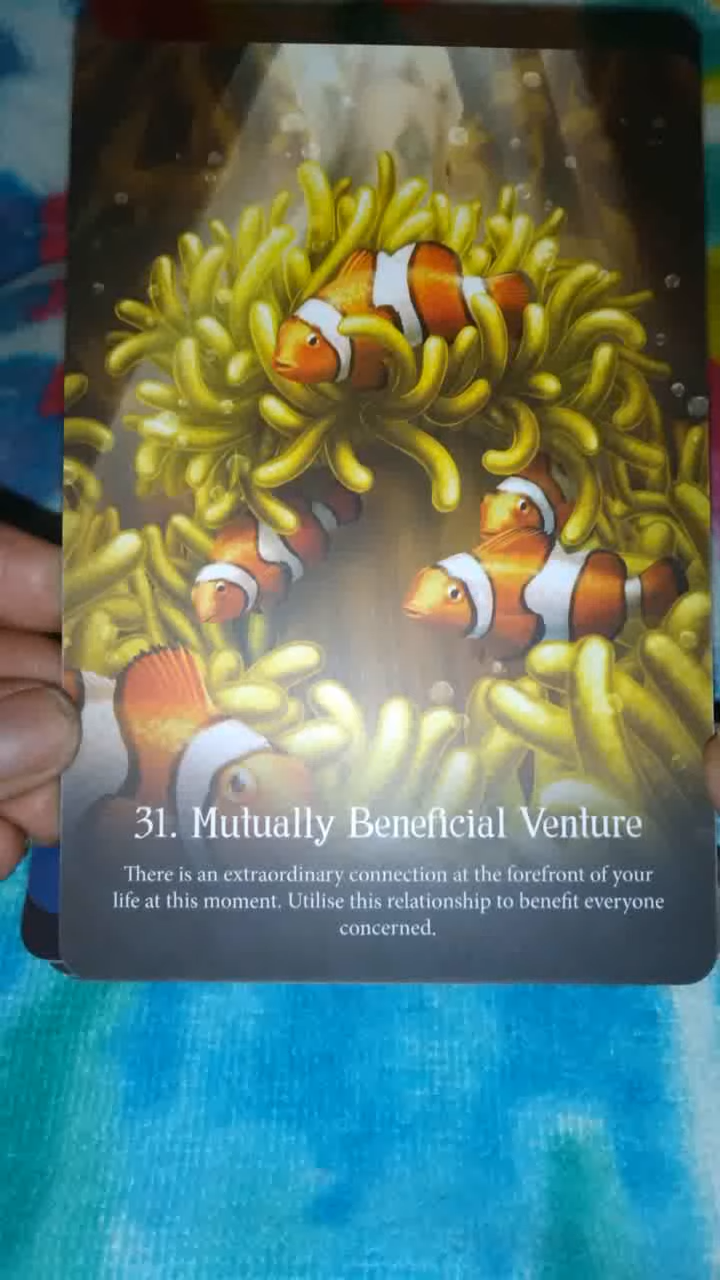 31. Mutually Beneficial Venture
There is an extraordinary connection at the forefront of your
life at this moment. Utilise this relationship to benefit everyone
concerned.